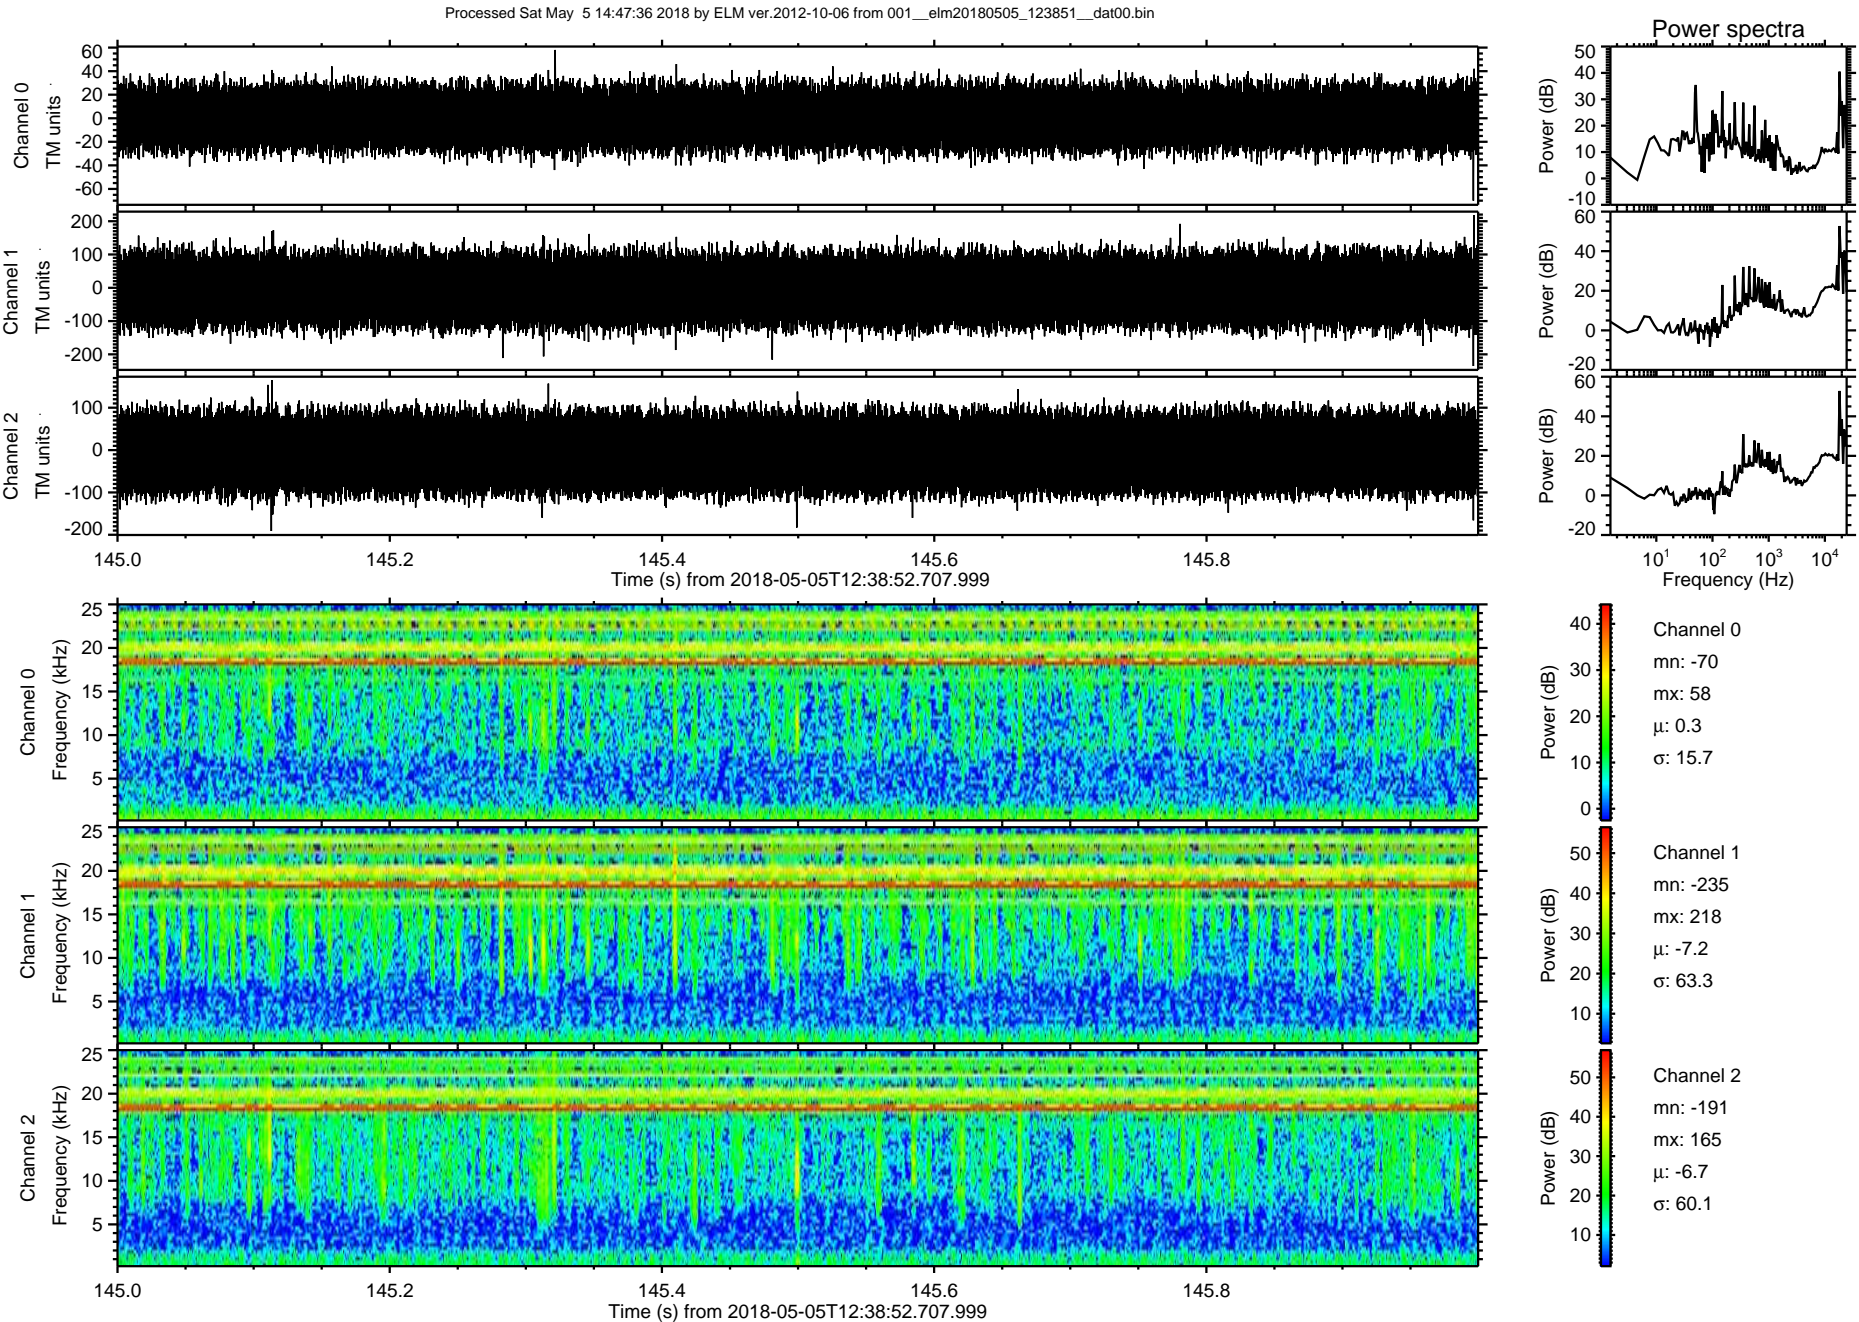 Processed Sat May  5 14:47:36 2018 by ELM ver.2012-10-06 from 001__elm20180505_123851__dat00.bin
Power spectra
Channel 0
TM units
60
40
20
0
-20
-40
-60
Power (dB)
50
40
30
20
10
0
-10
Channel 1
TM units
200
100
0
-100
-200
Power (dB)
60
40
20
0
-20
Channel 2
TM units
100
0
-100
-200
Power (dB)
60
40
20
0
-20
145.0 145.2 145.4 145.6 145.8
Time (s) from 2018-05-05T12:38:52.707.999
10^1 10^2 10^3 10^4
Frequency (Hz)
Channel 0
Frequency (kHz)
25
20
15
10
5
Power (dB)
40
30
20
10
0
Channel 0
mn: -70
mx: 58
μ: 0.3
σ: 15.7
Channel 1
Frequency (kHz)
25
20
15
10
5
Power (dB)
50
40
30
20
10
Channel 1
mn: -235
mx: 218
μ: -7.2
σ: 63.3
Channel 2
Frequency (kHz)
25
20
15
10
5
Power (dB)
50
40
30
20
10
Channel 2
mn: -191
mx: 165
μ: -6.7
σ: 60.1
145.0 145.2 145.4 145.6 145.8
Time (s) from 2018-05-05T12:38:52.707.999